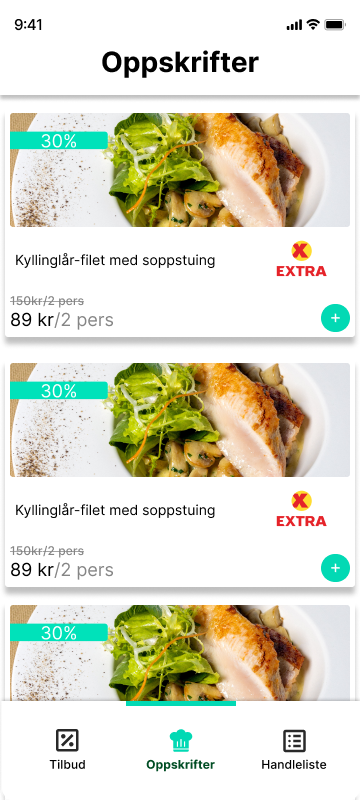 9:41
Oppskrifter
30%
Kyllinglår-filet med soppstuing
EXTRA
150kr/2 pers
89 kr/2 pers
+
30%
Kyllinglår-filet med soppstuing
EXTRA
150kr/2 pers
89 kr/2 pers
+
30%
Tilbud
Oppskrifter
Handleliste